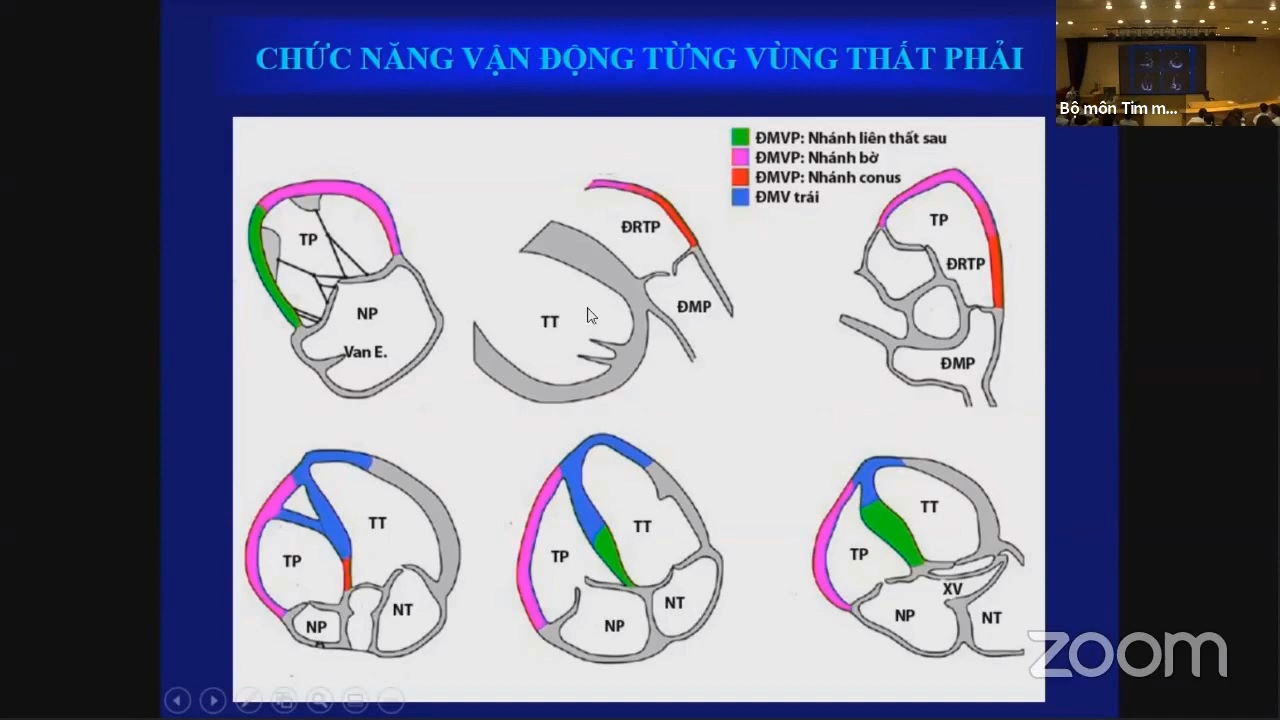 CHỨC NĂNG VẬN ĐỘNG TỪNG VÙNG THẤT PHẢI
Bộ môn Tim m...
ĐMVP: Nhánh liên thất sau
ĐMVP: Nhánh bờ
ĐMVP: Nhánh conus
ĐMV trái
TP
NP
Van E.
ĐRTP
TT
ĐMP
TP
ĐRTP
ĐMP
TT
TP
NT
NP
TT
TP
NT
NP
TT
TP
XV
NP
NT
zoom